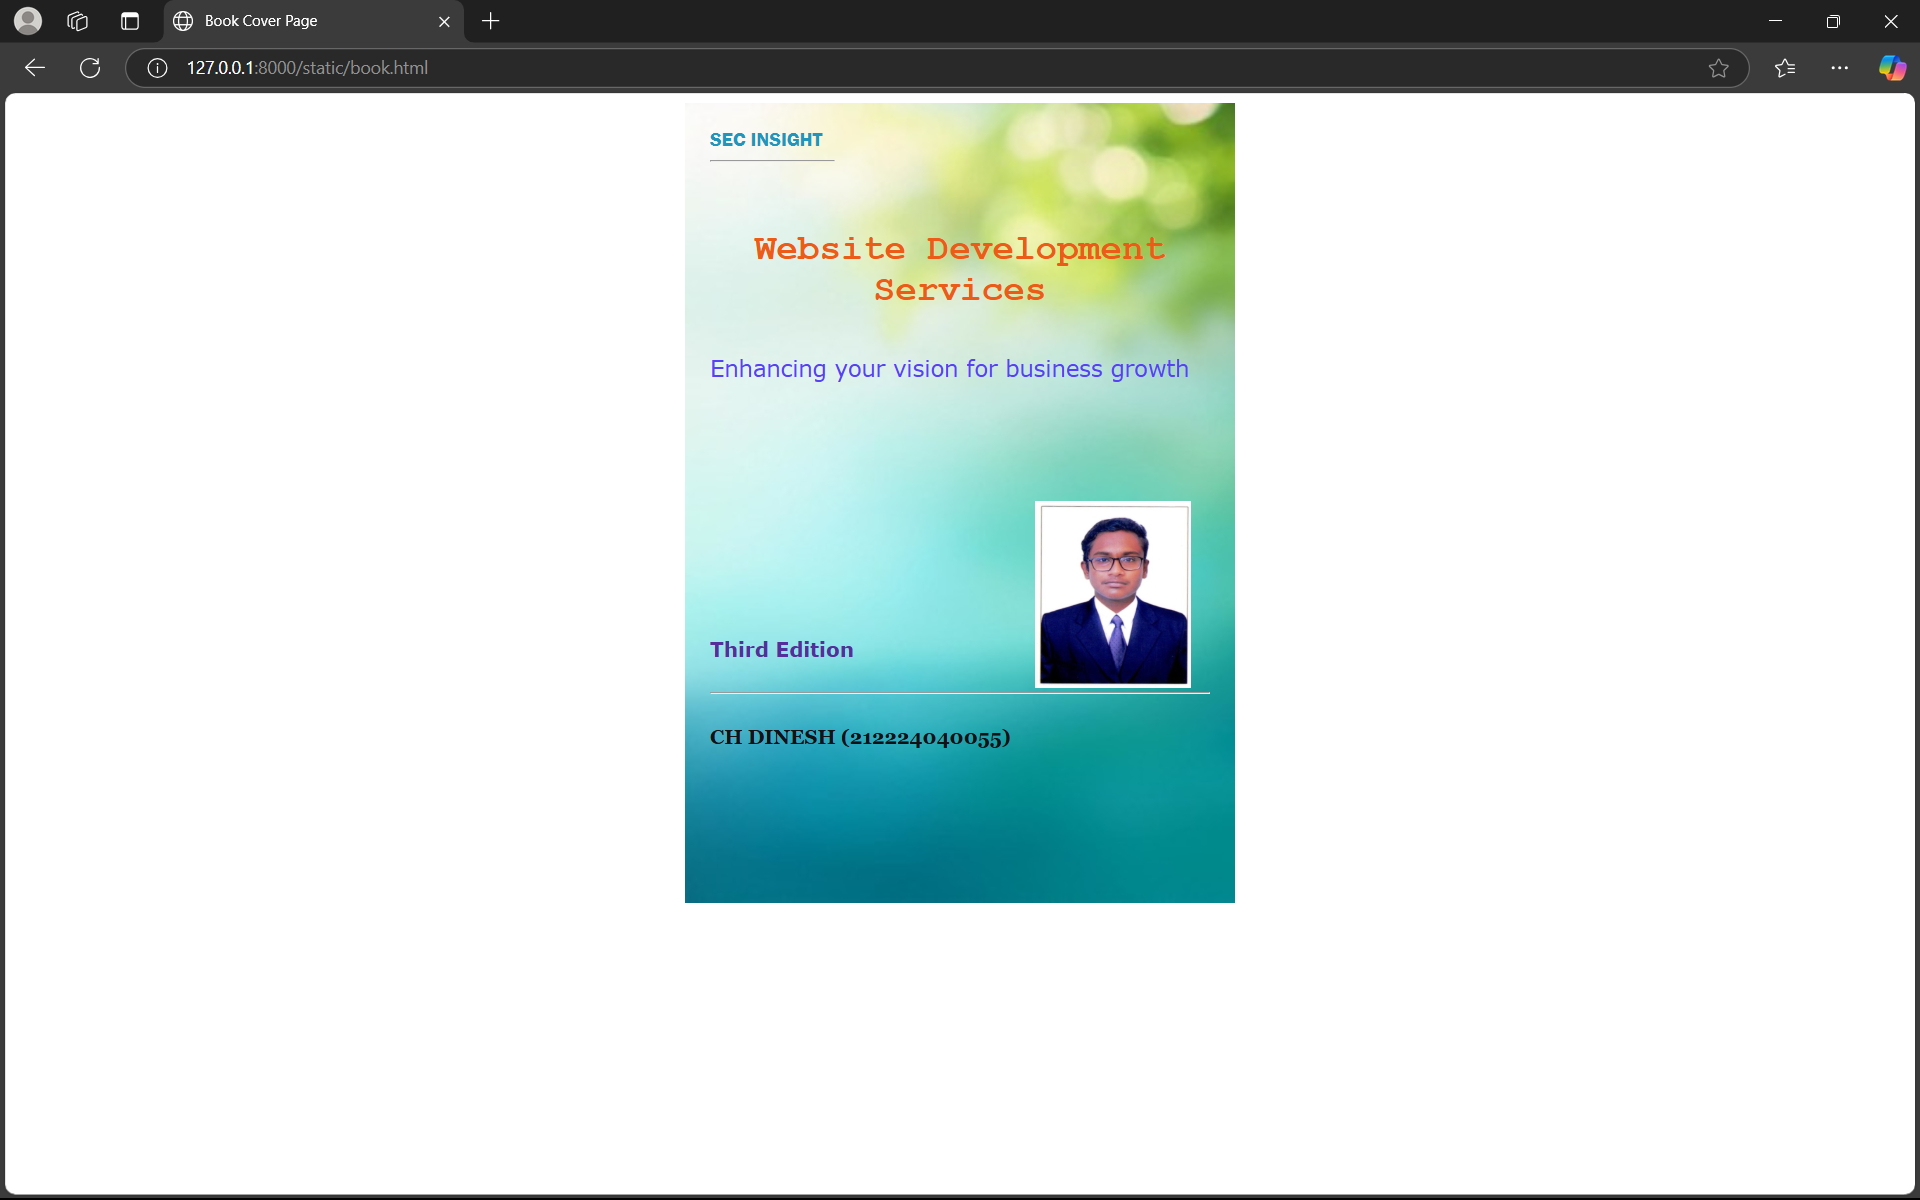 Book Cover Page
127.0.0.1:8000/static/book.html
SEC INSIGHT
Website Development
Services
Enhancing your vision for business growth
Third Edition
CH DINESH (212224040055)